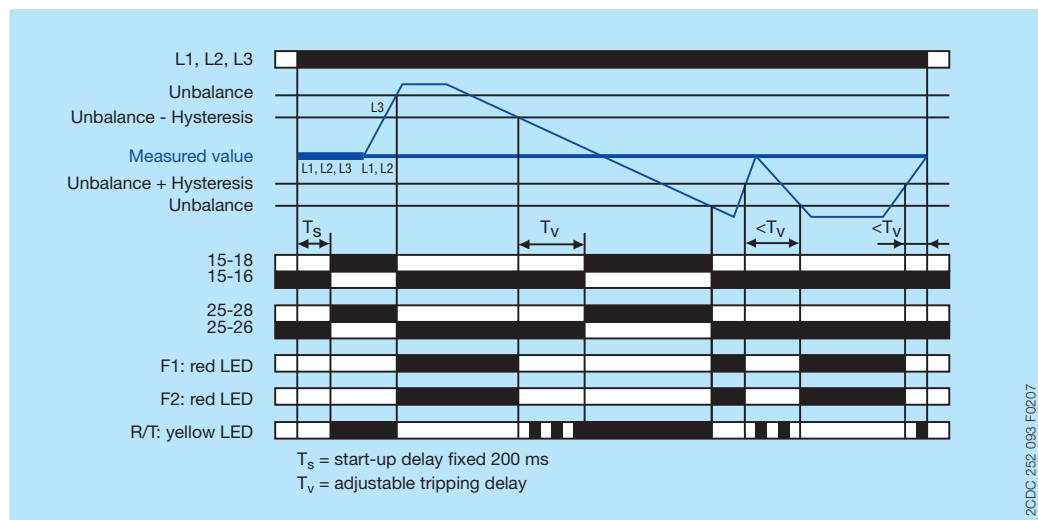 L1, L2, L3
Unbalance
L3
Unbalance - Hysteresis
Measured value
L1, L2, L3 L1, L2
Unbalance + Hysteresis
Unbalance
Ts Tv <Tv <Tv
15-18
15-16
25-28
25-26
F1: red LED
F2: red LED
R/T: yellow LED
Ts = start-up delay fixed 200 ms
Tv = adjustable tripping delay
2CDC 252 093 F0207